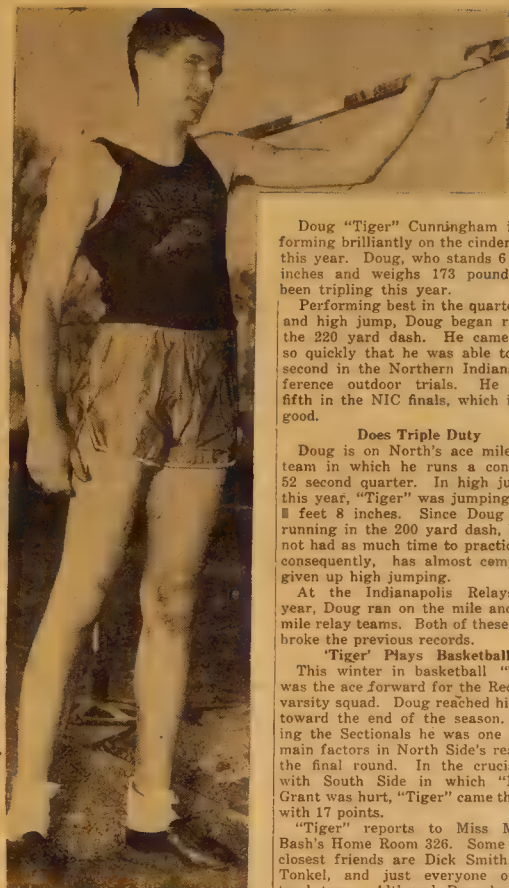 Doug "Tiger" Cunningham
forming brilliantly on the cinder
this year. Doug, who stands 6
inches and weighs 173 pound
been tripling this year.
Performing best in the quart
and high jump, Doug began
the 220 yard dash. He came
so quickly that he was able to
second in the Northern Indian
ference outdoor trials. He
fifth in the NIC finals, which
good.
Does Triple Duty
Doug is on North's ace mile
team in which he runs a con
52 second quarter. In high ju
this year, "Tiger" was jumping
feet 8 inches. Since Doug
running in the 200 yard dash,
not had as much time to practi
consequently, has almost com
given up high jumping.
At the Indianapolis Relay
year, Doug ran on the mile and
mile relay teams. Both of these
broke the previous records.
'Tiger' Plays Basketball
This winter in basketball "
was the ace forward for the Red
varsity squad. Doug reached hi
toward the end of the season.
ing the Sectionals he was one
main factors in North Side's rea
the final round. In the cruci
with South Side in which "
Grant was hurt, "Tiger" came th
with 17 points.
"Tiger" reports to Miss M
Bash's Home Room 326. Some
closest friends are Dick Smith
Tonkel, and just everyone o